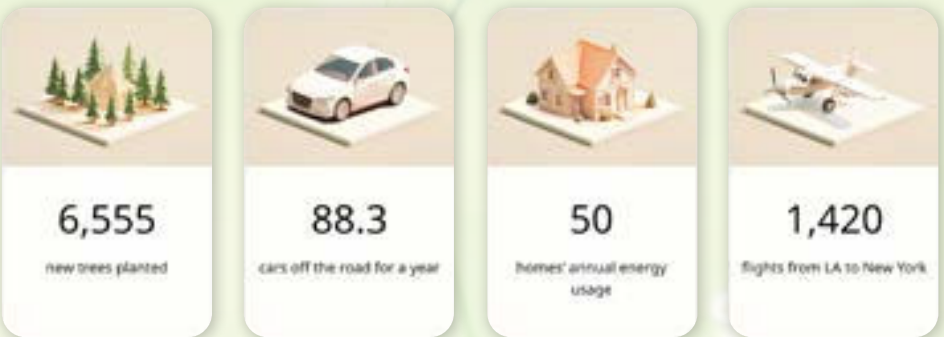 6,555
new trees planted
88.3
cars off the road for a year
50
homes' annual energy
usage
1,420
flights from LA to New York